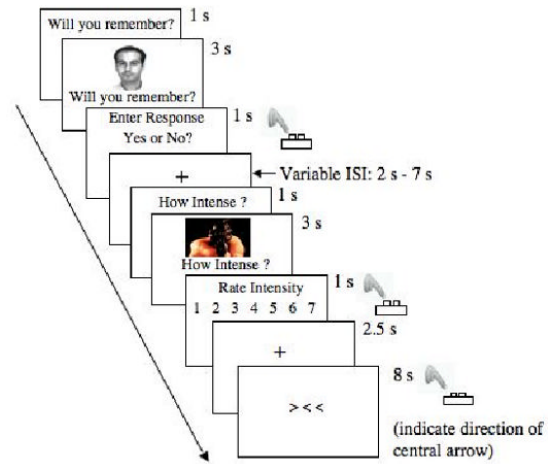 Will you remember?
1 s
3 s
Will you remember?
Enter Response
Yes or No?
1 s
+
Variable ISI: 2 s - 7 s
How Intense ?
1 s
3 s
How Intense ?
Rate Intensity
1 2 3 4 5 6 7
1 s
+
2.5 s
> < <
8 s
(indicate direction of
central arrow)